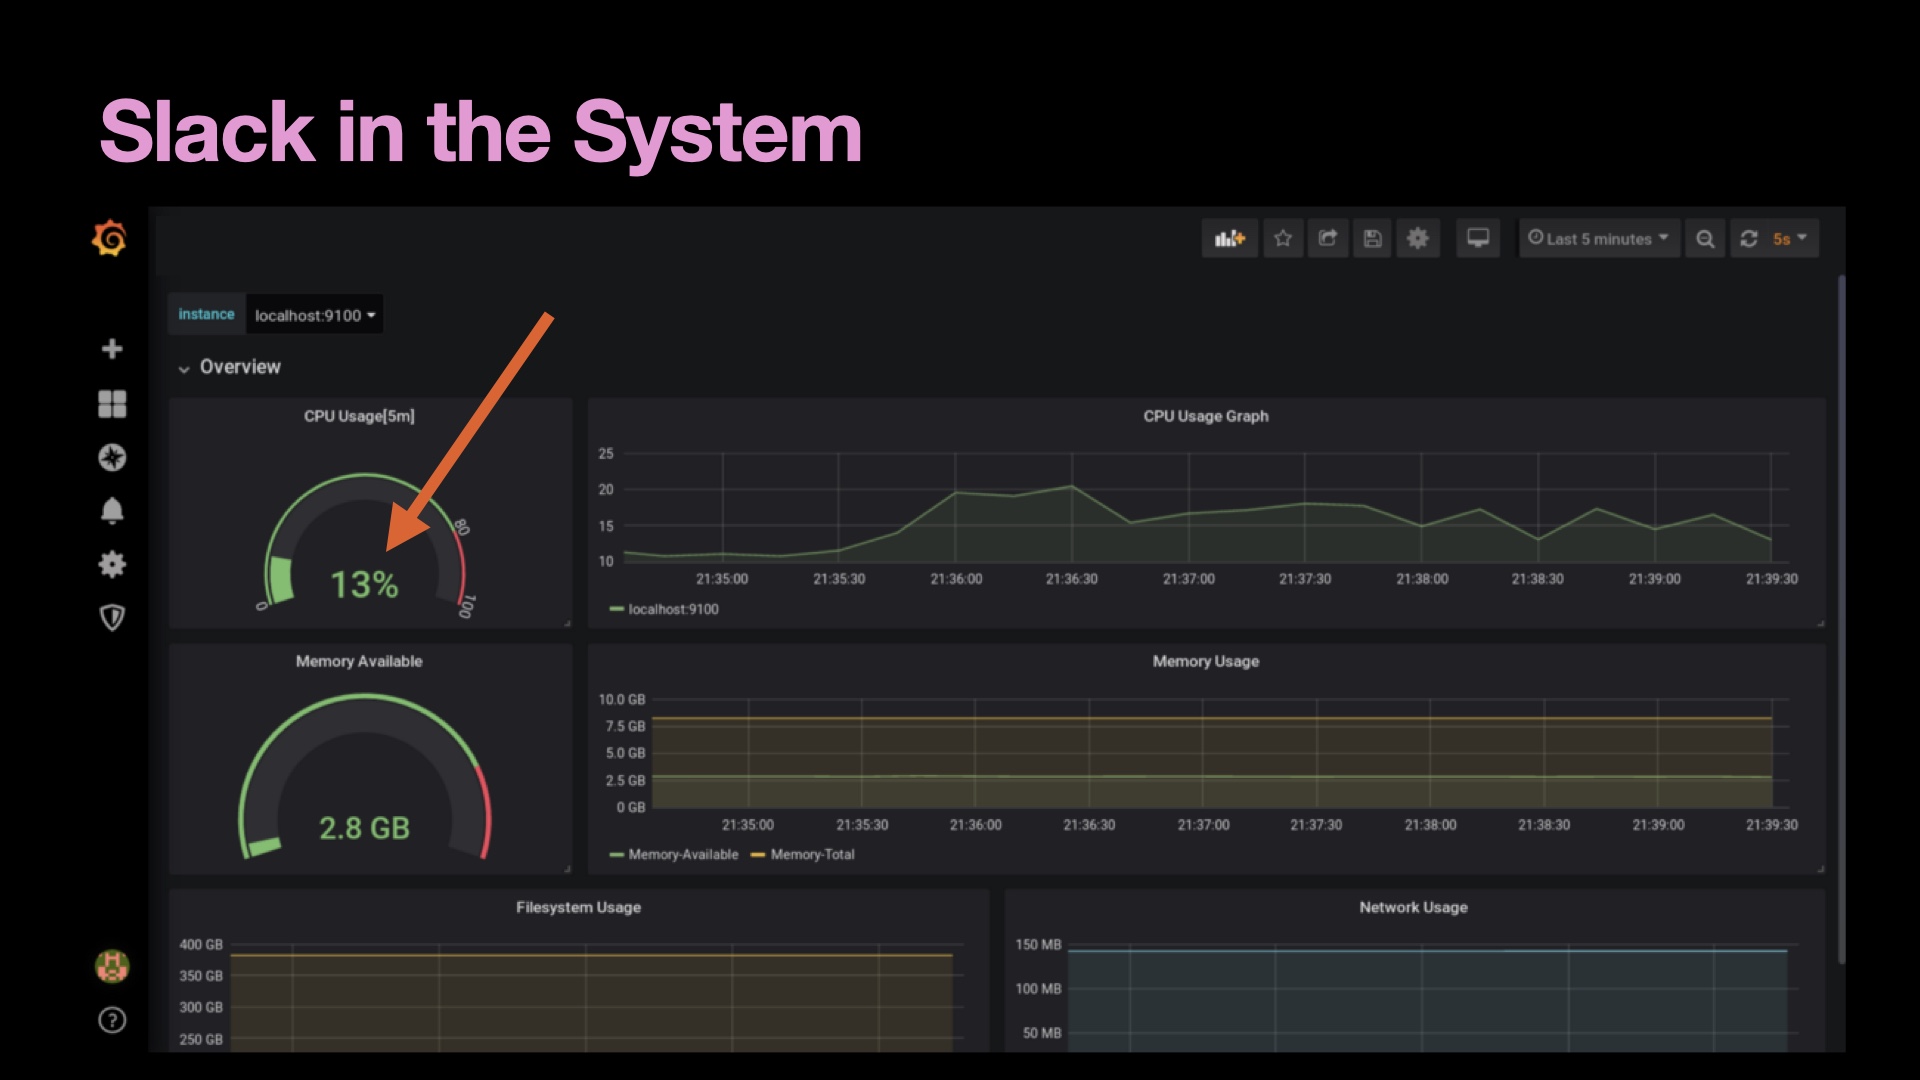 Slack in the System
Last 5 minutes
5s
instance
localhost:9100
Overview
CPU Usage[5m]
0
80
100
13%
CPU Usage Graph
25
20
15
10
21:35:00 21:35:30 21:36:00 21:36:30 21:37:00 21:37:30 21:38:00 21:38:30 21:39:00 21:39:30
localhost:9100
Memory Available
2.8 GB
Memory Usage
10.0 GB
7.5 GB
5.0 GB
2.5 GB
0 GB
21:35:00 21:35:30 21:36:00 21:36:30 21:37:00 21:37:30 21:38:00 21:38:30 21:39:00 21:39:30
Memory-Available Memory-Total
Filesystem Usage
400 GB
350 GB
300 GB
250 GB
Network Usage
150 MB
100 MB
50 MB
?